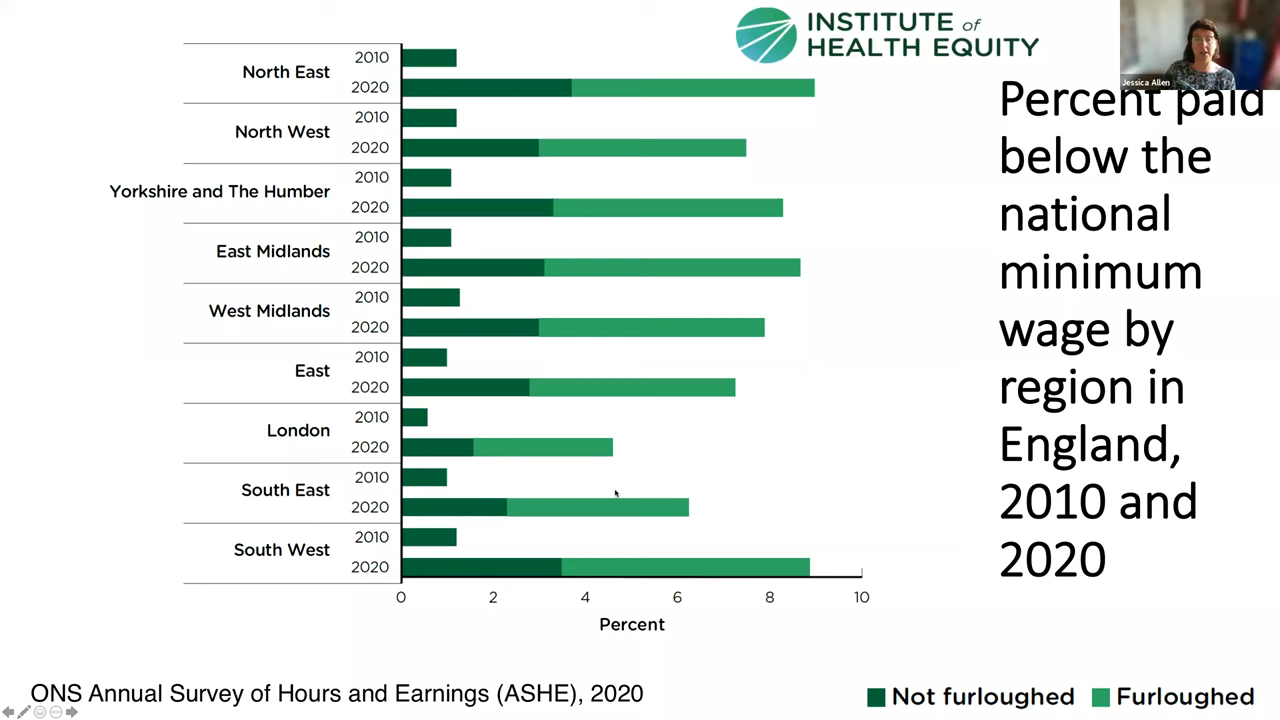 INSTITUTE of
HEALTH EQUITY
Jessica Allen
Percent paid
below the
national
minimum
wage by
region in
England,
2010 and
2020
North East
2010
2020
North West
2010
2020
Yorkshire and The Humber
2010
2020
East Midlands
2010
2020
West Midlands
2010
2020
East
2010
2020
London
2010
2020
South East
2010
2020
South West
2010
2020
0 2 4 6 8 10
Percent
ONS Annual Survey of Hours and Earnings (ASHE), 2020
Not furloughed Furloughed